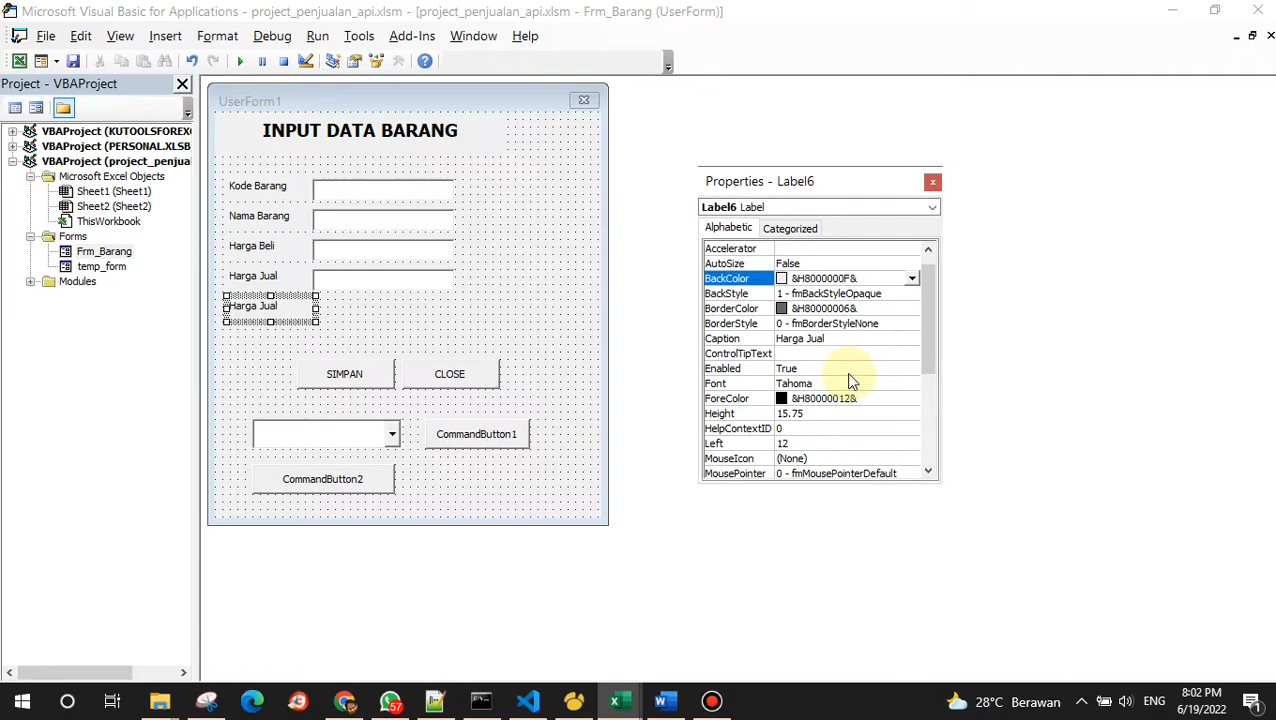 Microsoft Visual Basic for Applications - project_penjualan_api.xlsm - [project_penjualan_api.xlsm - Frm_Barang (UserForm)]
File Edit View Insert Format Debug Run Tools Add-Ins Window Help
Project - VBAProject
VBAProject (KUTOOLSFOREX
VBAProject (PERSONAL.XLSB
VBAProject (project_penjual
Microsoft Excel Objects
Sheet1 (Sheet1)
Sheet2 (Sheet2)
ThisWorkbook
Forms
Frm_Barang
temp_form
Modules
UserForm1
INPUT DATA BARANG
Kode Barang
Nama Barang
Harga Beli
Harga Jual
Harga Jual
SIMPAN CLOSE
CommandButton1
CommandButton2
Properties - Label6
Label6 Label
Alphabetic Categorized
Accelerator
AutoSize False
BackColor &H8000000F&
BackStyle 1 - fmBackStyleOpaque
BorderColor &H80000006&
BorderStyle 0 - fmBorderStyleNone
Caption Harga Jual
ControlTipText
Enabled True
Font Tahoma
ForeColor &H80000012&
Height 15.75
HelpContextID 0
Left 12
MouseIcon (None)
MousePointer 0 - fmMousePointerDefault
57
28°C Berawan
ENG
8:02 PM
6/19/2022
1